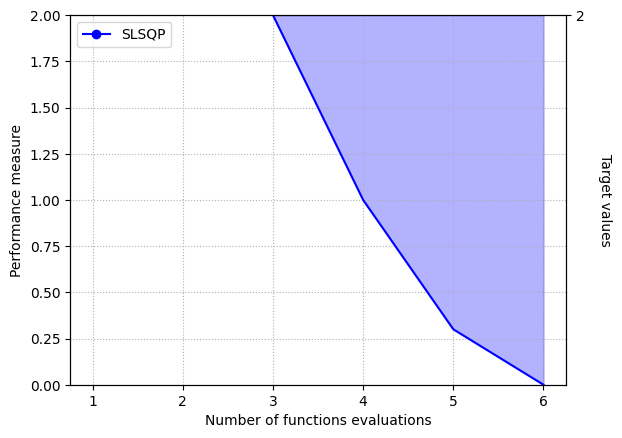 2.00
1.75
1.50
1.25
1.00
0.75
0.50
0.25
0.00
Performance measure
SLSQP
2
Target values
1 2 3 4 5 6
Number of functions evaluations